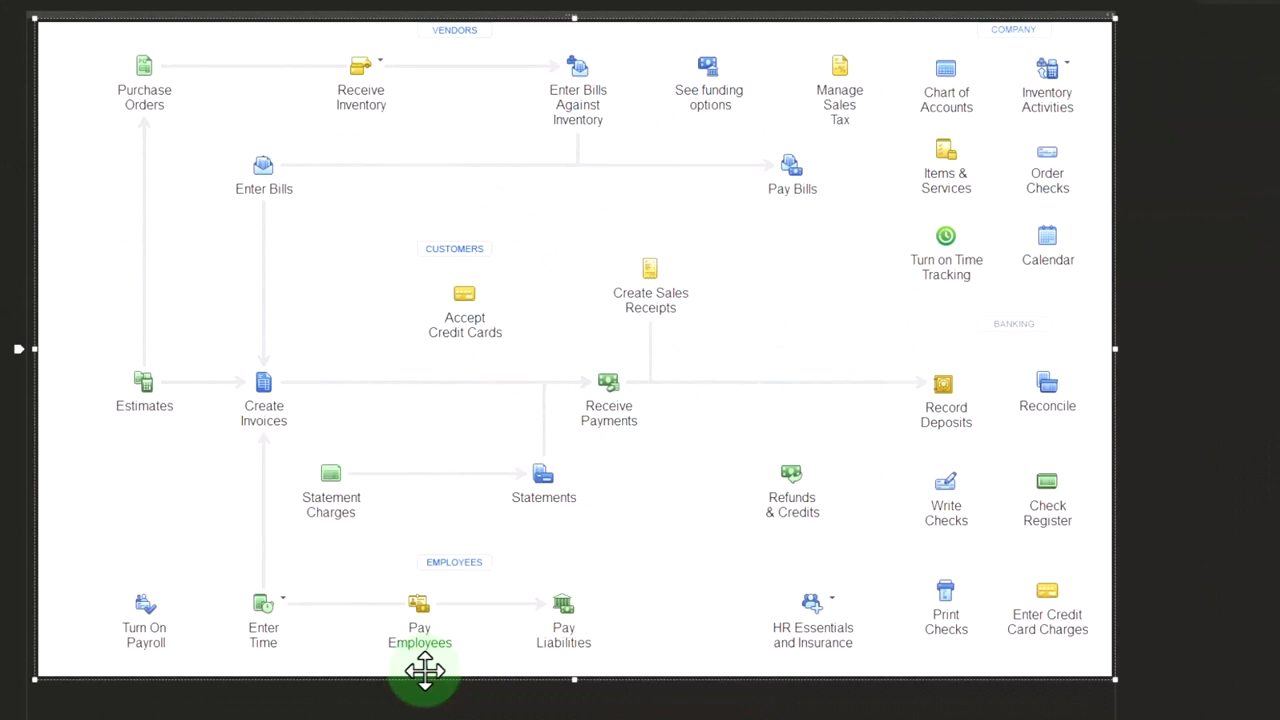 VENDORS
COMPANY
Purchase
Orders
Receive
Inventory
Enter Bills
Against
Inventory
See funding
options
Manage
Sales
Tax
Chart of
Accounts
Inventory
Activities
Enter Bills
Pay Bills
Items &
Services
Order
Checks
CUSTOMERS
Turn on Time
Tracking
Calendar
Accept
Credit Cards
Create Sales
Receipts
BANKING
Estimates
Create
Invoices
Receive
Payments
Record
Deposits
Reconcile
Statement
Charges
Statements
Refunds
& Credits
Write
Checks
Check
Register
EMPLOYEES
Turn On
Payroll
Enter
Time
Pay
Employees
Pay
Liabilities
HR Essentials
and Insurance
Print
Checks
Enter Credit
Card Charges